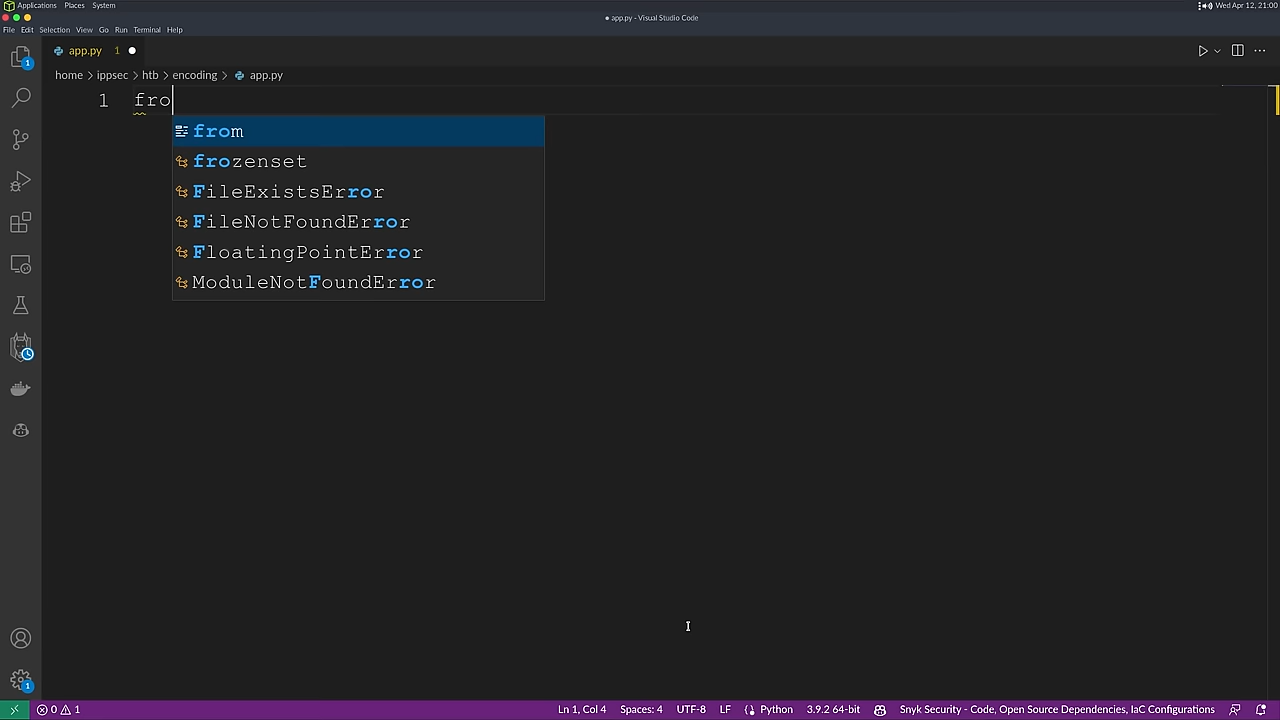 Applications Places System
Wed Apr 12, 21:00
● app.py - Visual Studio Code
File Edit Selection View Go Run Terminal Help
app.py 1
home > ippsec > htb > encoding > app.py
1 fro
from
frozenset
FileExistsError
FileNotFoundError
FloatingPointError
ModuleNotFoundError
1
1
0 1 Ln 1, Col 4 Spaces: 4 UTF-8 LF Python 3.9.2 64-bit Snyk Security - Code, Open Source Dependencies, IaC Configurations